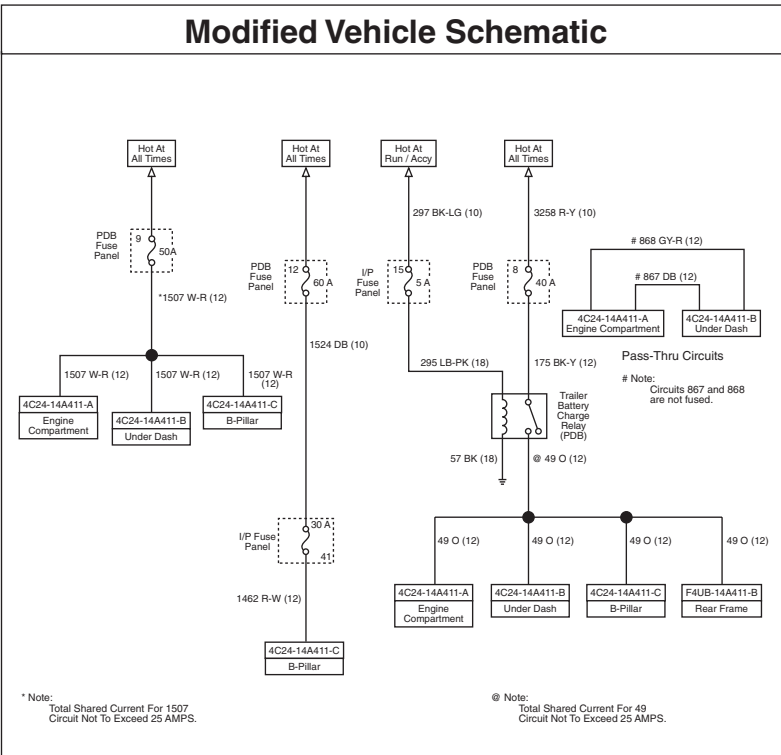 Modified Vehicle Schematic
Hot At
All Times
Hot At
All Times
Hot At
Run / Accy
Hot At
All Times
297 BK-LG (10)
3258 R-Y (10)
PDB
Fuse
Panel
9
50A
PDB
Fuse
Panel
12
60 A
I/P
Fuse
Panel
15
5 A
PDB
Fuse
Panel
8
40 A
# 868 GY-R (12)
# 867 DB (12)
4C24-14A411-A
Engine Compartment
4C24-14A411-B
Under Dash
Pass-Thru Circuits
# Note:
Circuits 867 and 868
are not fused.
*1507 W-R (12)
1524 DB (10)
295 LB-PK (18)
175 BK-Y (12)
1507 W-R (12)
1507 W-R (12)
1507 W-R
(12)
4C24-14A411-A
Engine
Compartment
4C24-14A411-B
Under Dash
4C24-14A411-C
B-Pillar
Trailer
Battery
Charge
Relay
(PDB)
57 BK (18)
@ 49 O (12)
I/P Fuse
Panel
30 A
41
49 O (12)
49 O (12)
49 O (12)
49 O (12)
1462 R-W (12)
4C24-14A411-A
Engine
Compartment
4C24-14A411-B
Under Dash
4C24-14A411-C
B-Pillar
F4UB-14A411-B
Rear Frame
4C24-14A411-C
B-Pillar
* Note:
Total Shared Current For 1507
Circuit Not To Exceed 25 AMPS.
@ Note:
Total Shared Current For 49
Circuit Not To Exceed 25 AMPS.